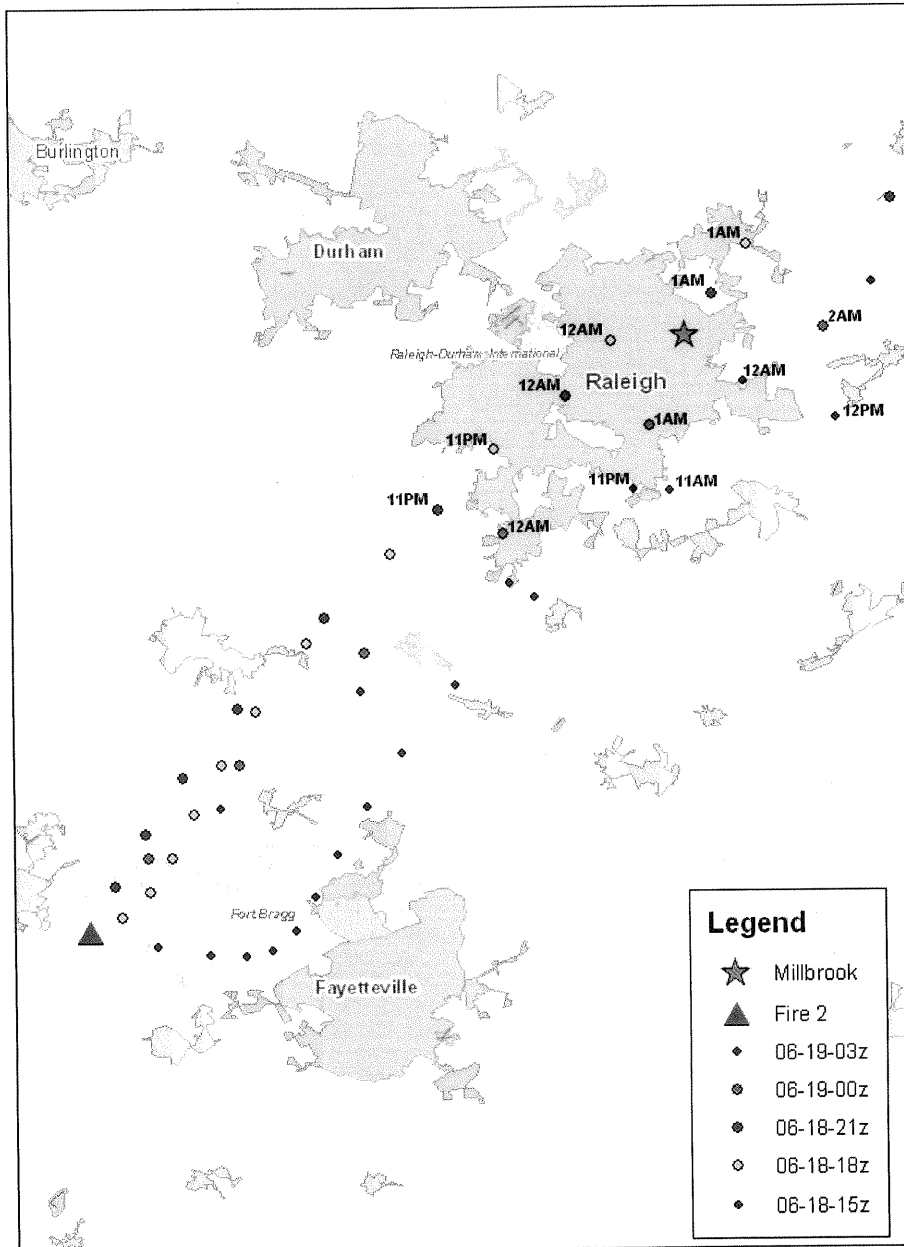 Burlington
Durham
1AM
1AM
2AM
12AM
Raleigh-Durham International
Raleigh
12AM
12AM
12PM
1AM
11PM
11PM
11AM
11PM
12AM
Fort Bragg
Fayetteville
Legend
Millbrook
Fire 2
06-19-03z
06-19-00z
06-18-21z
06-18-18z
06-18-15z